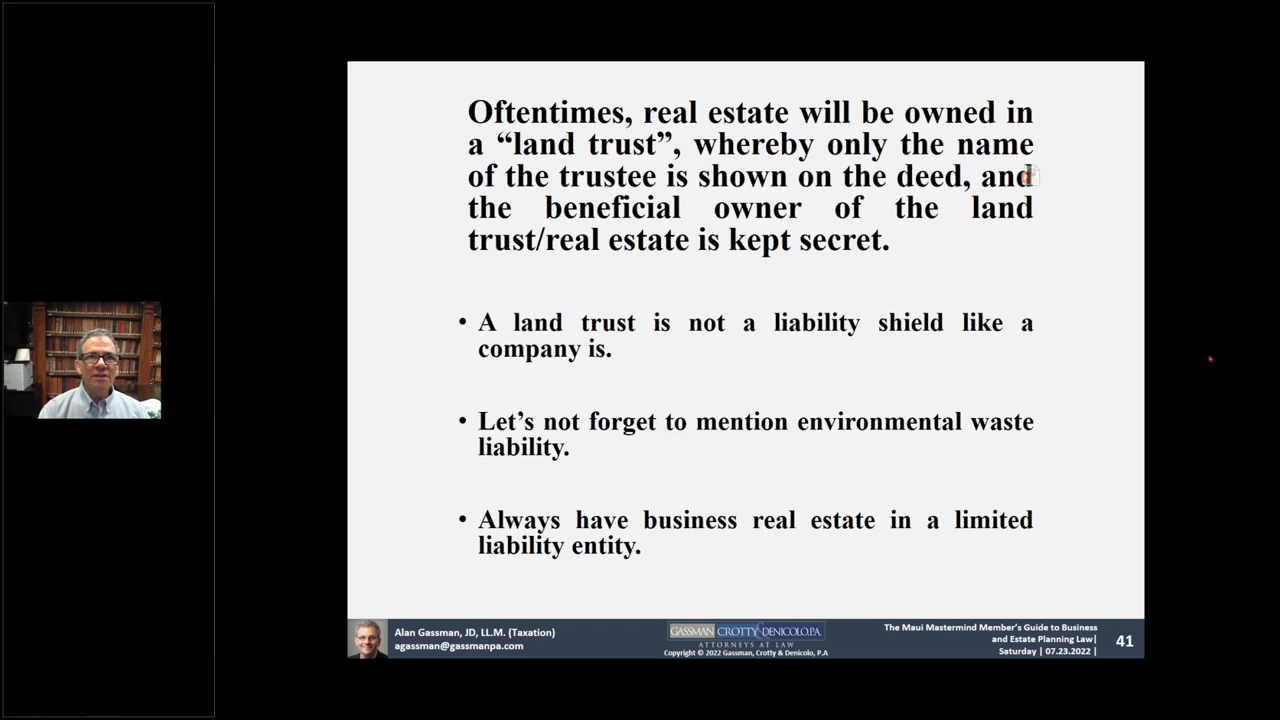 Oftentimes, real estate will be owned in
a “land trust”, whereby only the name
of the trustee is shown on the deed, and
the beneficial owner of the land
trust/real estate is kept secret.
• A land trust is not a liability shield like a
company is.
• Let’s not forget to mention environmental waste
liability.
• Always have business real estate in a limited
liability entity.
Alan Gassman, JD, LL.M. (Taxation)
agassman@gassmanpa.com
GASSMAN CROTTY DENICOLO, P.A.
ATTORNEYS AT LAW
Copyright © 2022 Gassman, Crotty & Denicolo, P.A
The Maui Mastermind Member’s Guide to Business
and Estate Planning Law|
Saturday | 07.23.2022 |
41